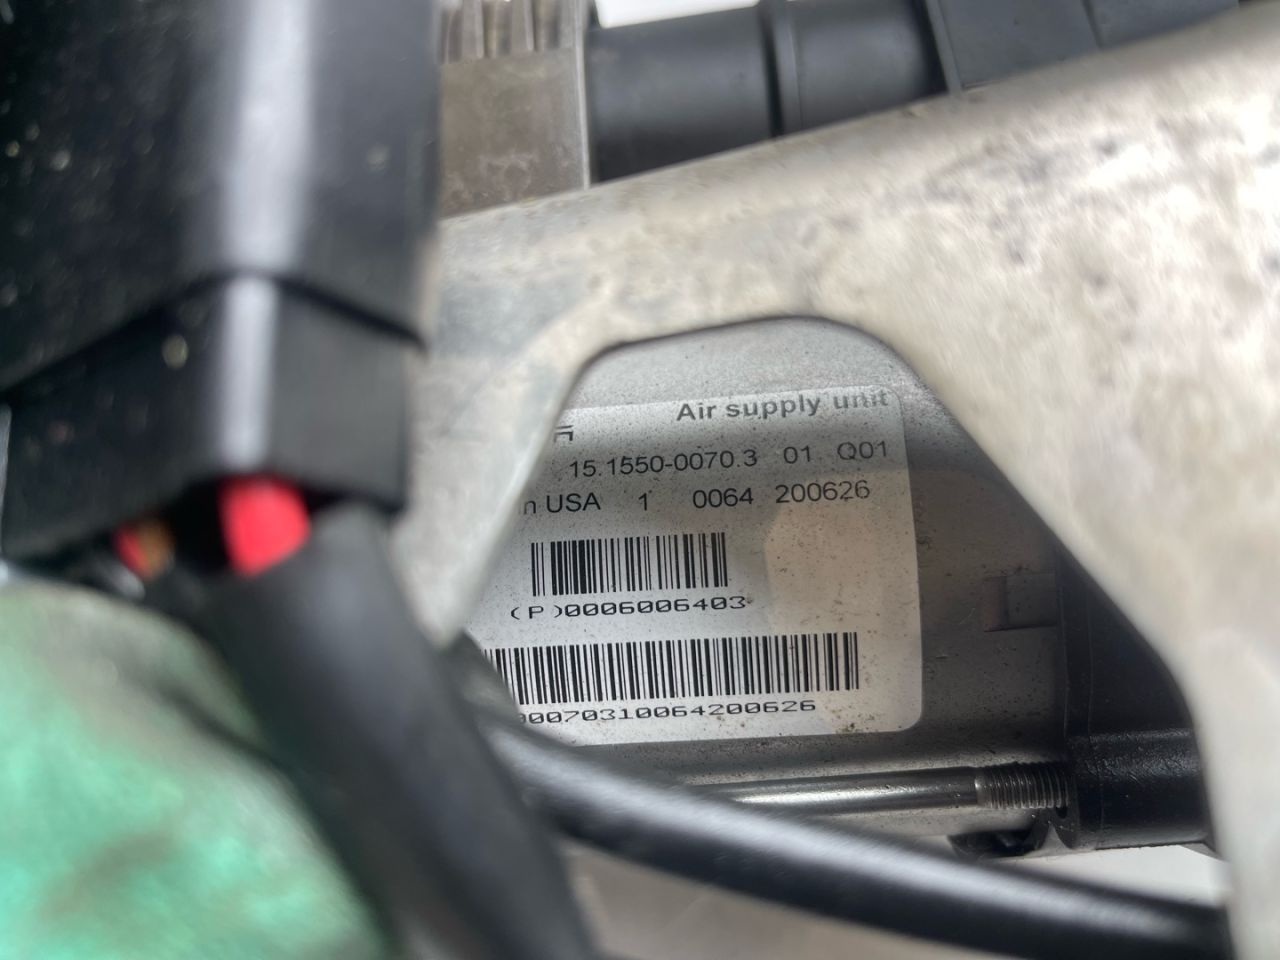 Air supply unit
15.1550-0070.3 01 Q01
USA 1 0064 200626
(P)0006006403
00070310064200626